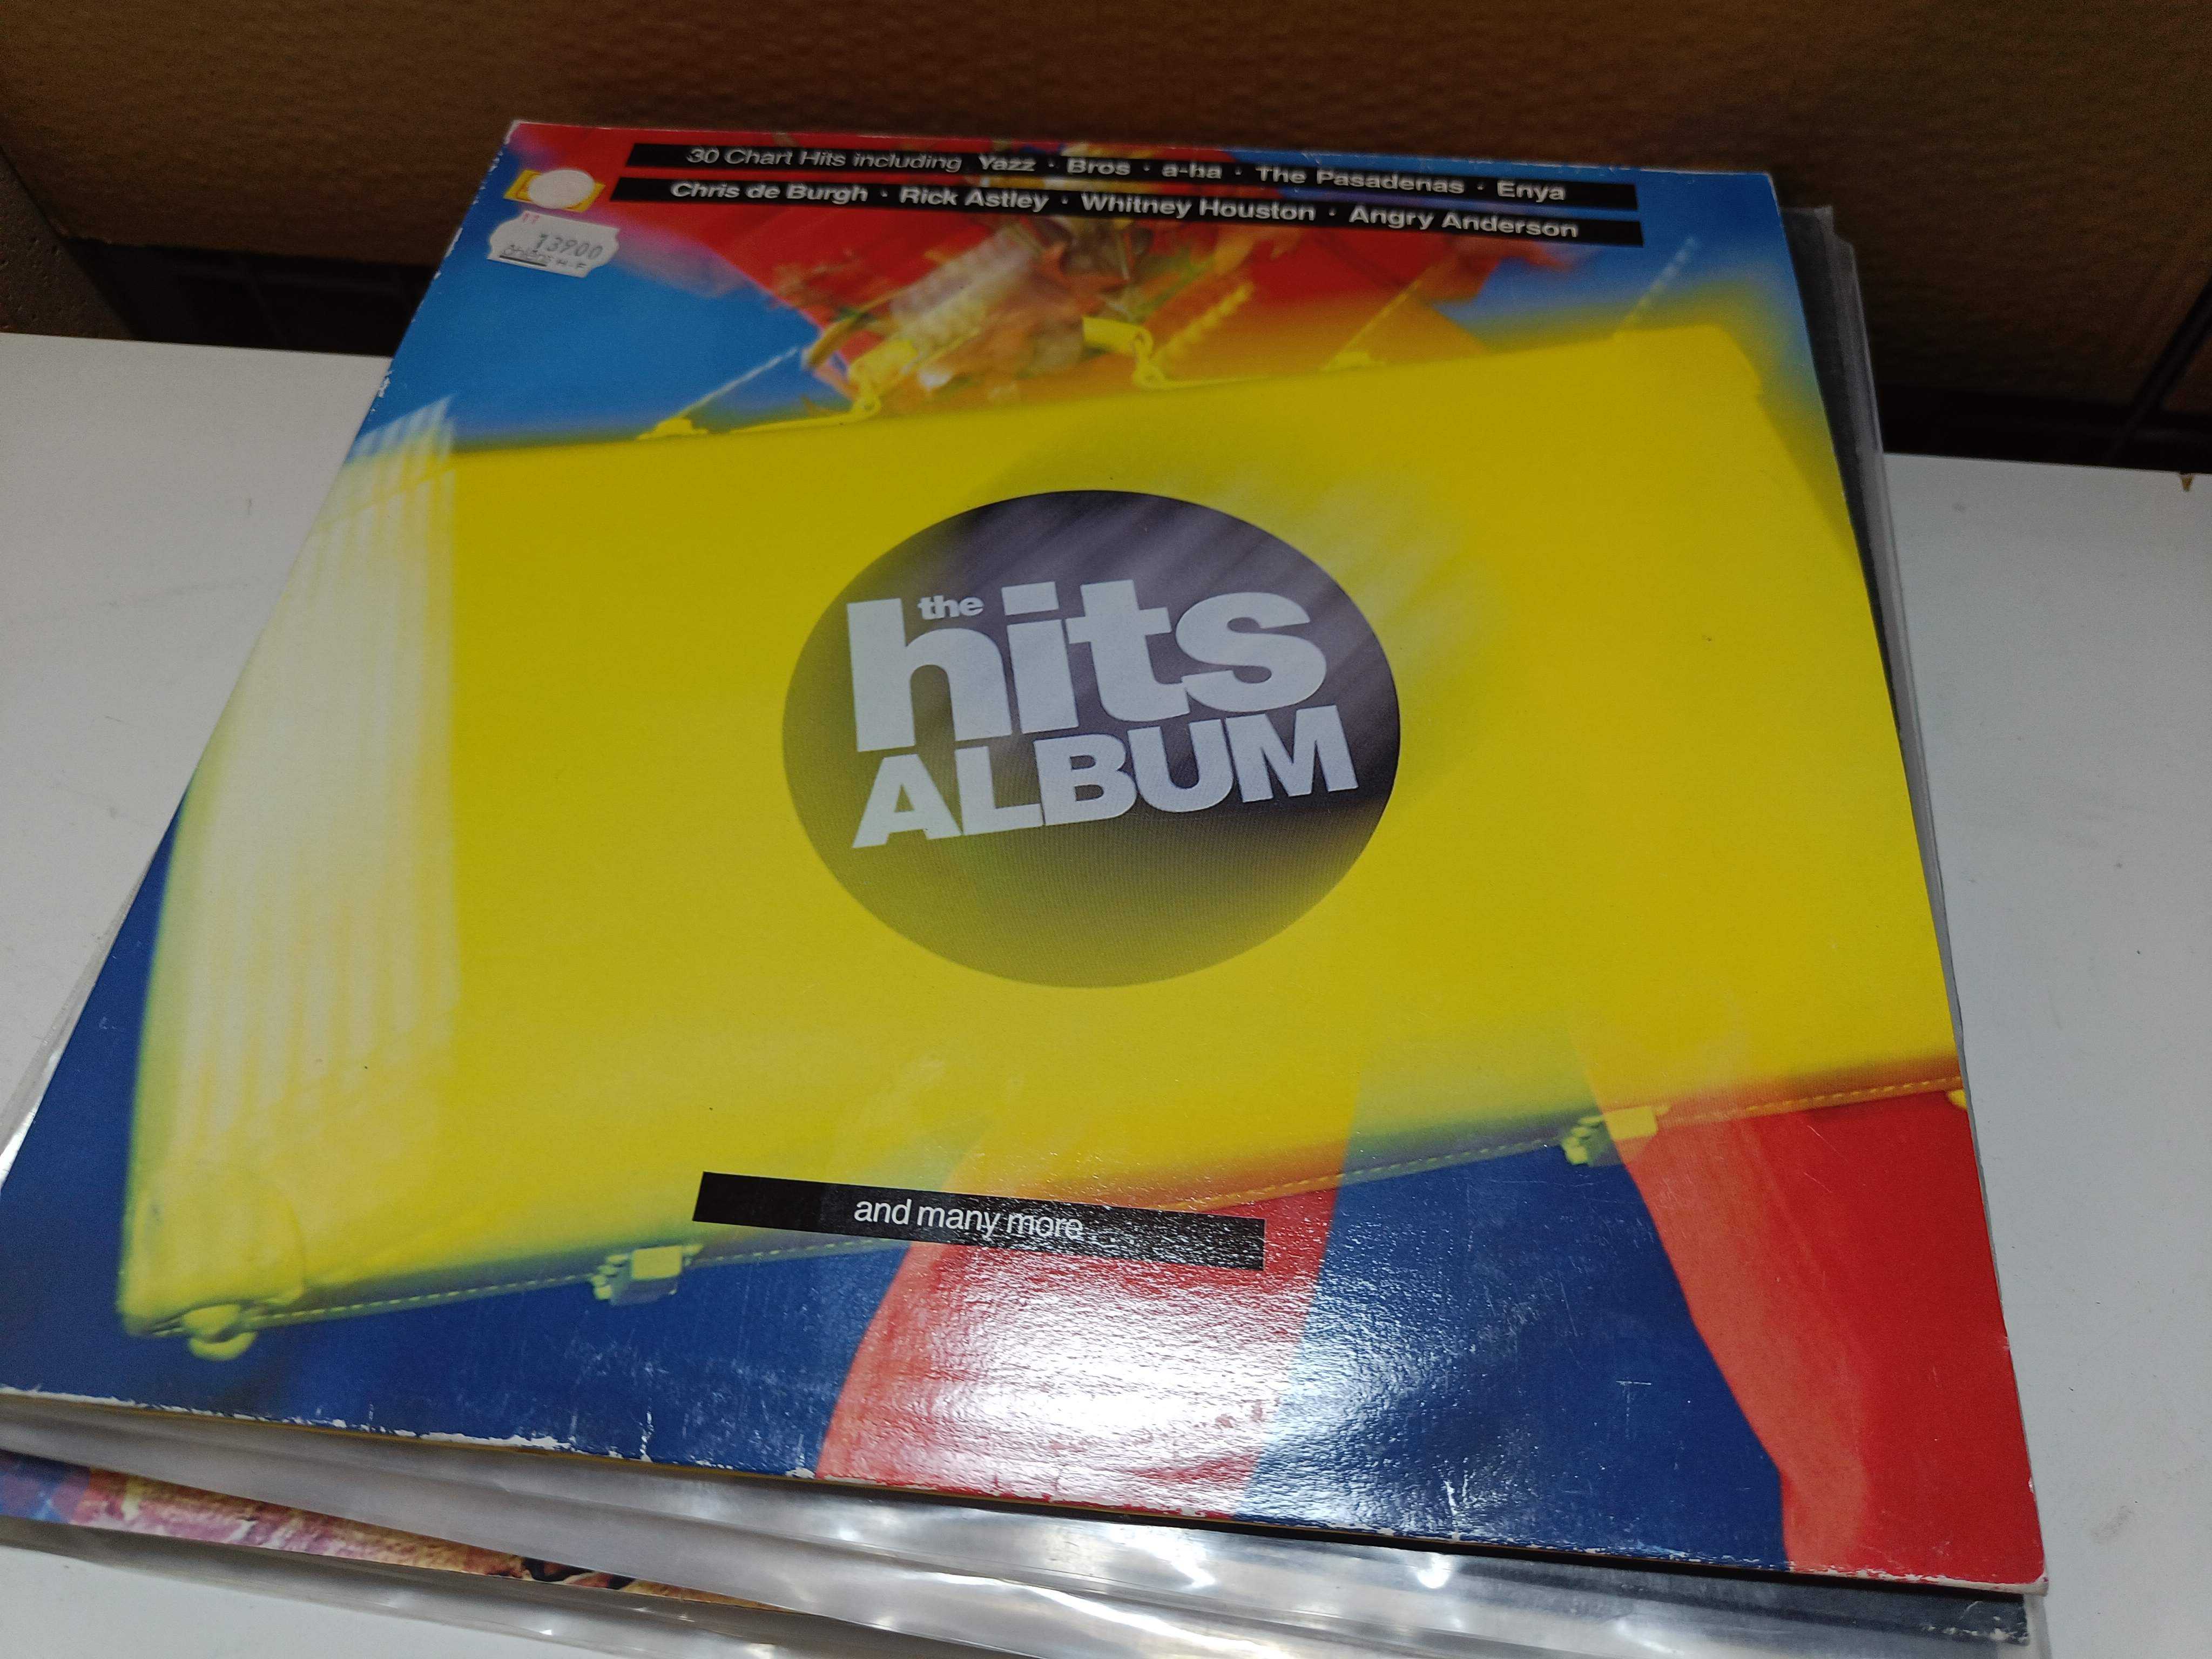 30 Chart Hits including Yazz · Bros · a-ha · The Pasadenas · Enya
Chris de Burgh · Rick Astley · Whitney Houston · Angry Anderson
13900
the
hits
ALBUM
and many more...